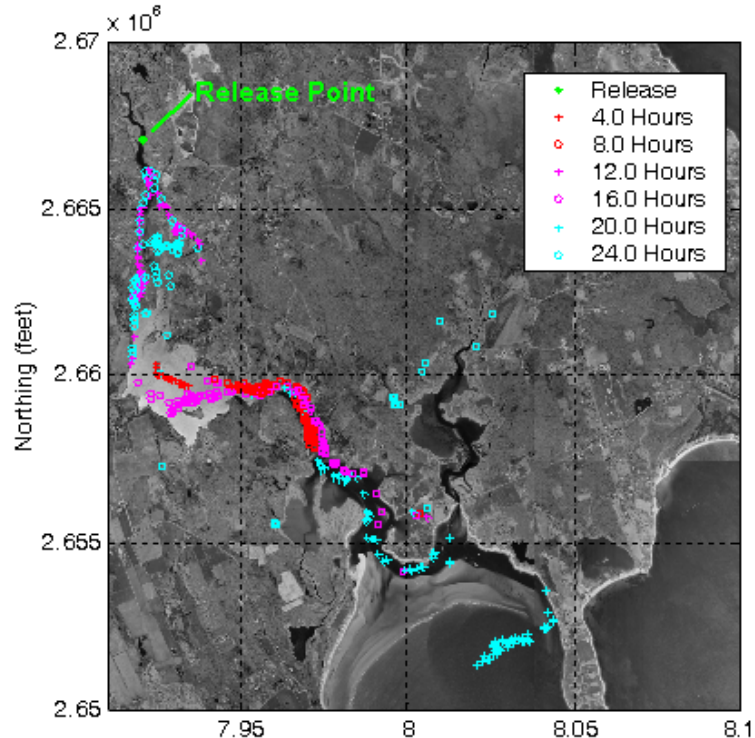 x 10^6
2.67
Release Point
Release
4.0 Hours
8.0 Hours
12.0 Hours
16.0 Hours
20.0 Hours
24.0 Hours
2.665
2.66
Northing (feet)
2.655
2.65
7.95
8
8.05
8.1